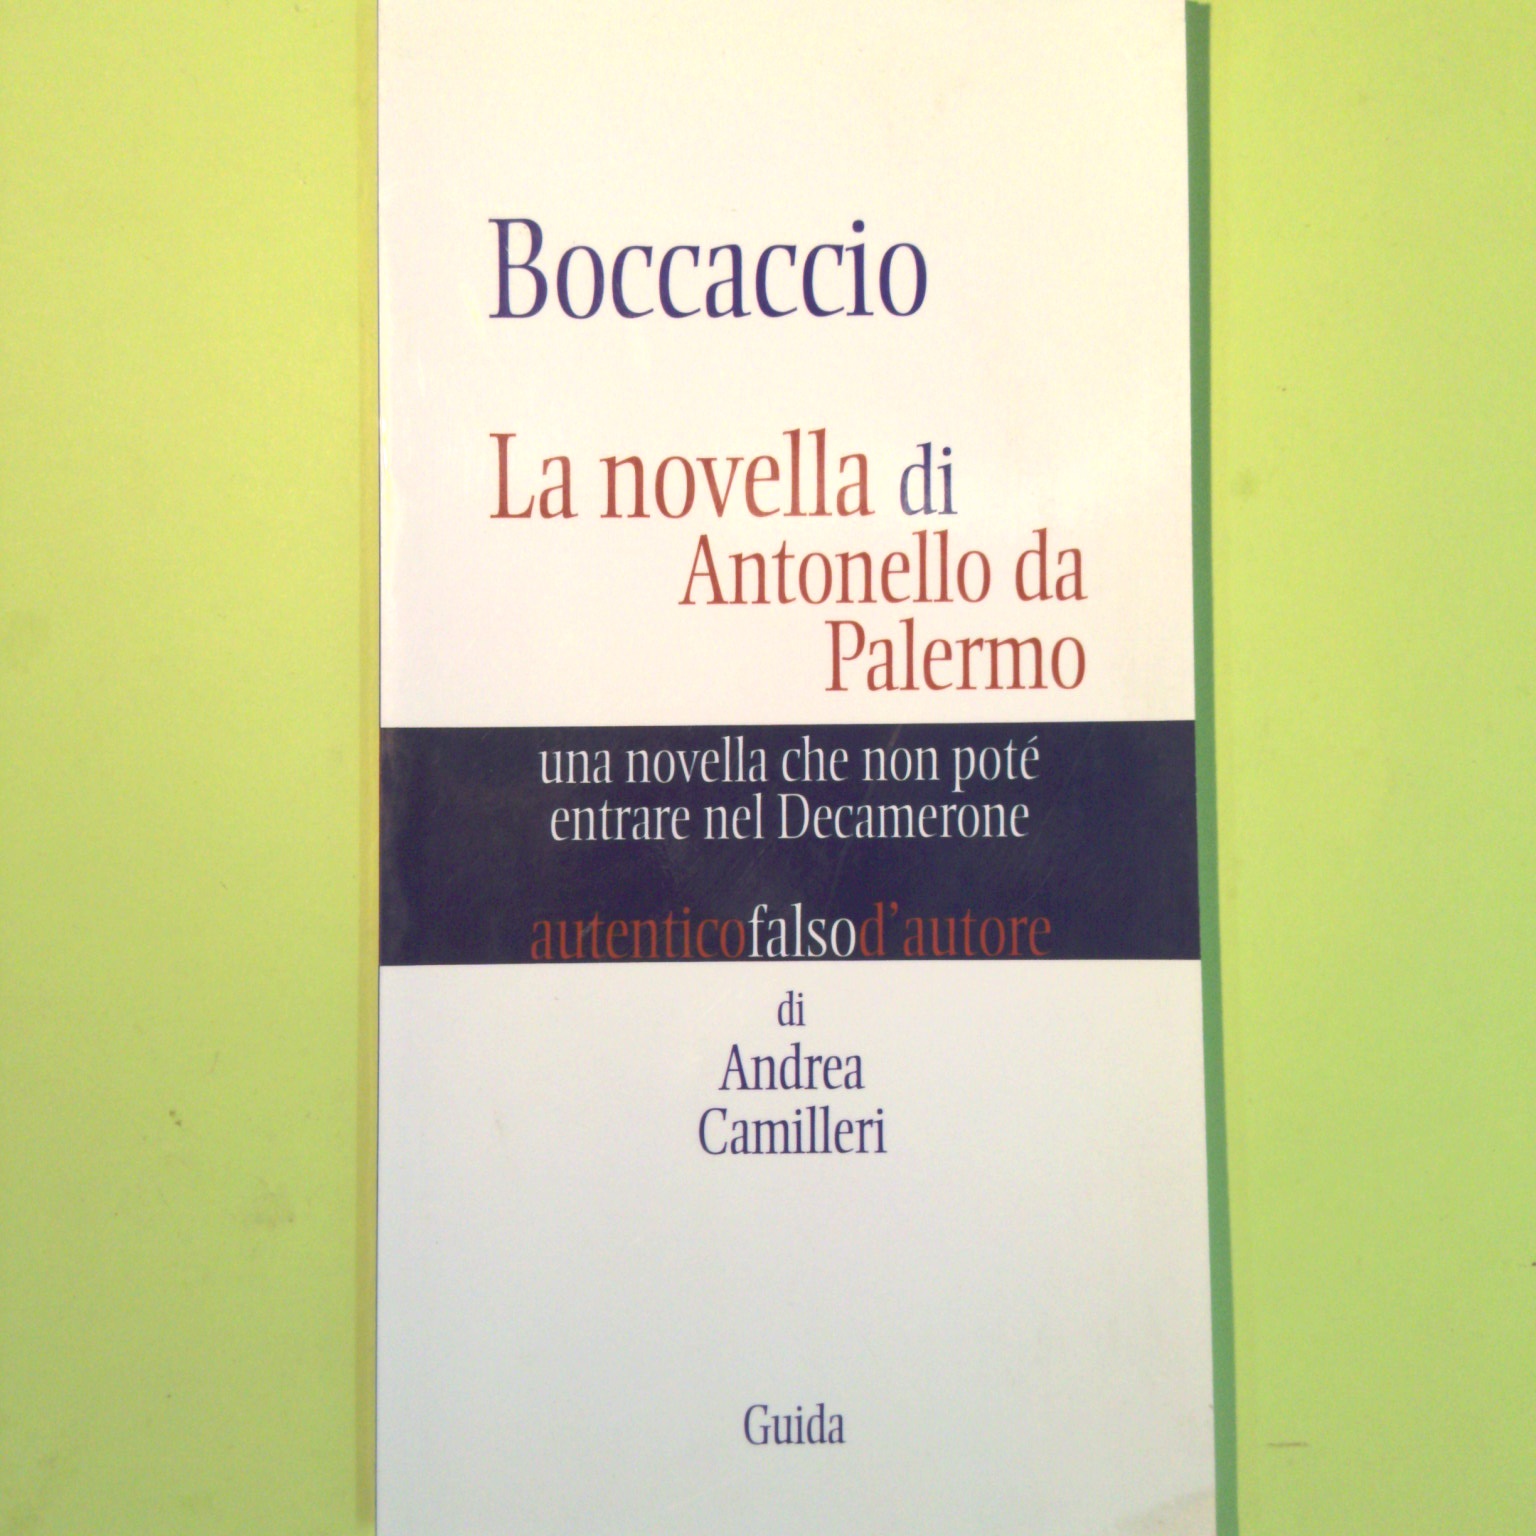 Boccaccio
La novella di
Antonello da
Palermo
una novella che non poté
entrare nel Decamerone
autenticofalsod'autore
di
Andrea
Camilleri
Guida